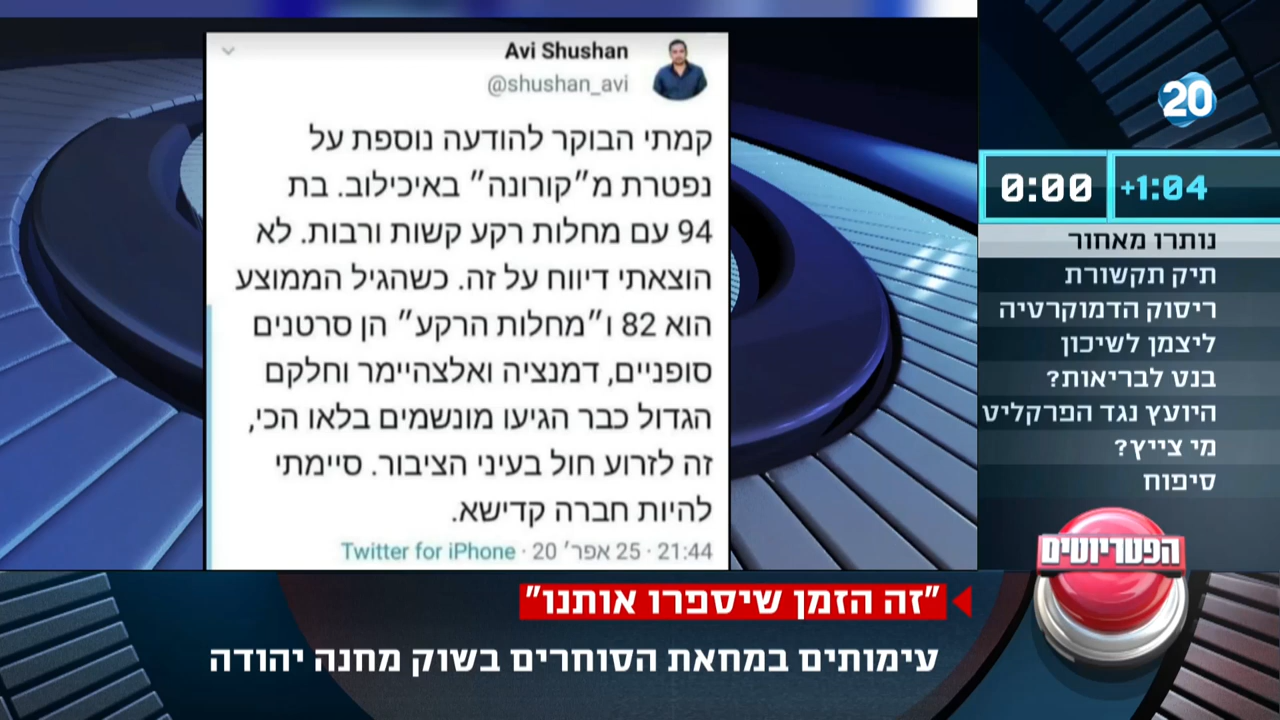 Avi Shushan
@shushan_avi
קמתי הבוקר להודעה נוספת על
נפטרת מ״קורונה״ באיכילוב. בת
94 עם מחלות רקע קשות ורבות. לא
הוצאתי דיווח על זה. כשהגיל הממוצע
הוא 82 ו״מחלות הרקע״ הן סרטנים
סופניים, דמנציה ואלצהיימר וחלקם
הגדול כבר הגיעו מונשמים בלאו הכי,
זה לזרוע חול בעיני הציבור. סיימתי
להיות חברה קדישא.
21:44 · 25 אפר׳ 20 · Twitter for iPhone
20
0:00
+1:04
נותרו מאחור
תיק תקשורת
ריסוק הדמוקרטיה
ליצמן לשיכון
בנט לבריאות?
היועץ נגד הפרקליט
מי צייץ?
סיפוח
הפטריוטים
"זה הזמן שיספרו אותנו"
עימותים במחאת הסוחרים בשוק מחנה יהודה